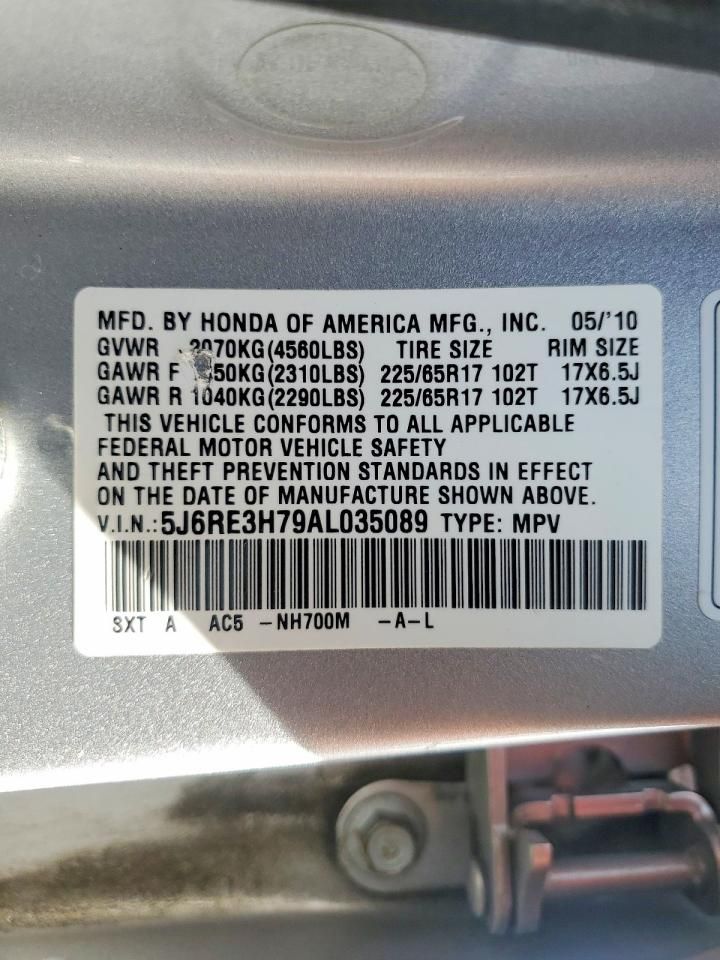 MFD. BY HONDA OF AMERICA MFG., INC. 05/'10
GVWR 2070KG(4560LBS) TIRE SIZE RIM SIZE
GAWR F (2310LBS) 225/65R17 102T 17X6.5J
GAWR R 1040KG(2290LBS) 225/65R17 102T 17X6.5J
THIS VEHICLE CONFORMS TO ALL APPLICABLE
FEDERAL MOTOR VEHICLE SAFETY
AND THEFT PREVENTION STANDARDS IN EFFECT
ON THE DATE OF MANUFACTURE SHOWN ABOVE.
V.I.N.: 5J6RE3H79AL035089 TYPE: MPV
SXT A AC5 -NH700M -A-L